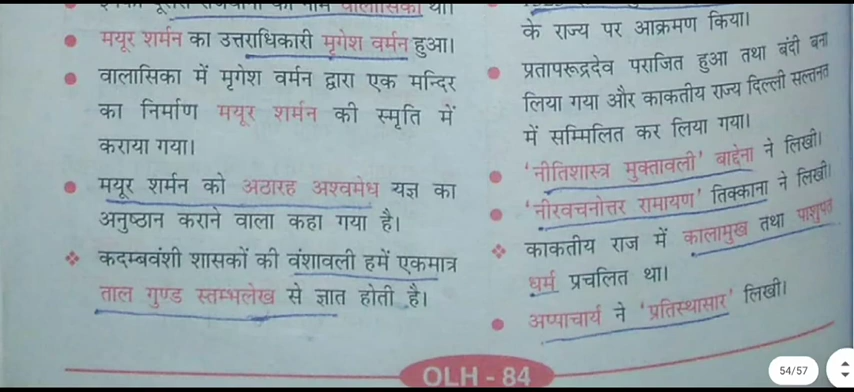 दूसरी राजधानी का नाम वालासिका था।
मयूर शर्मन का उत्तराधिकारी मृगेश वर्मन हुआ।
वालासिका में मृगेश वर्मन द्वारा एक मन्दिर
का निर्माण मयूर शर्मन की स्मृति में
कराया गया।
मयूर शर्मन को अठारह अश्वमेध यज्ञ का
अनुष्ठान कराने वाला कहा गया है।
कदम्बवंशी शासकों की वंशावली हमें एकमात्र
ताल गुण्ड स्तम्भलेख से ज्ञात होती है।
के राज्य पर आक्रमण किया।
प्रतापरूद्रदेव पराजित हुआ तथा बंदी बना
लिया गया और काकतीय राज्य दिल्ली सल्तनत
में सम्मिलित कर लिया गया।
'नीतिशास्त्र मुक्तावली' बाद्देना ने लिखी।
'नीरवचनोत्तर रामायण' तिक्काना ने लिखी।
काकतीय राज में कालामुख तथा पाशुपत
धर्म प्रचलित था।
अप्पाचार्य ने 'प्रतिस्थासार' लिखी।
OLH - 84
54/57